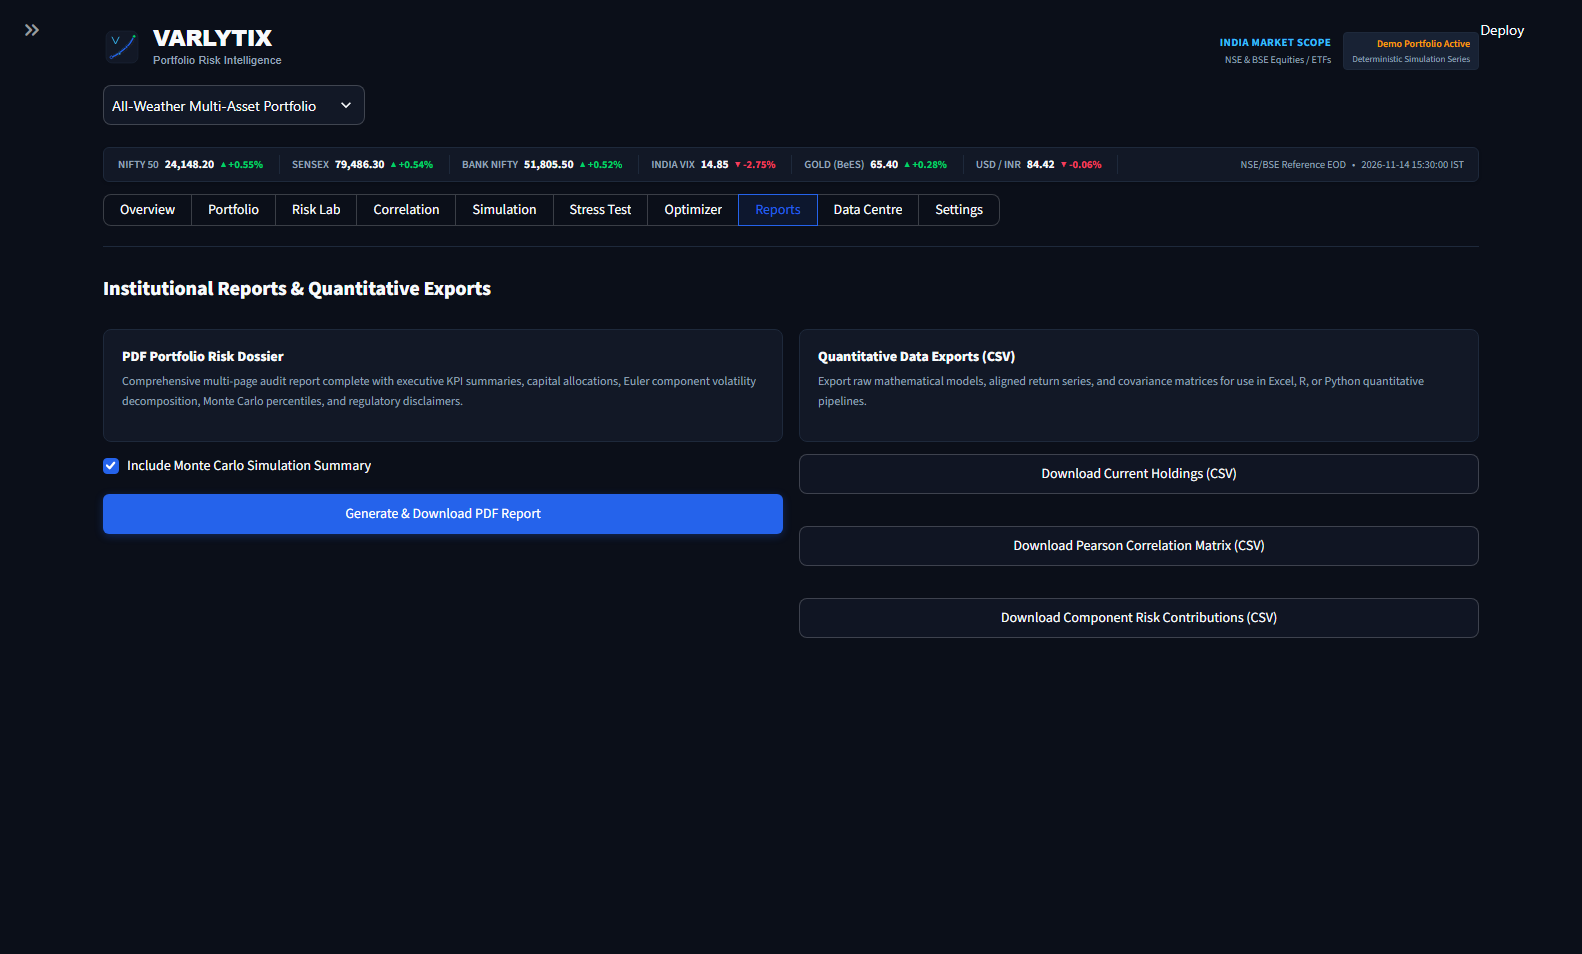 VARLYTIX
Portfolio Risk Intelligence
INDIA MARKET SCOPE
NSE & BSE Equities / ETFs
Demo Portfolio Active
Deterministic Simulation Series
Deploy
All-Weather Multi-Asset Portfolio
NIFTY 50 24,148.20 ▲ +0.55% SENSEX 79,486.30 ▲ +0.54% BANK NIFTY 51,805.50 ▲ +0.52% INDIA VIX 14.85 ▼ -2.75% GOLD (BeES) 65.40 ▲ +0.28% USD / INR 84.42 ▼ -0.06% NSE/BSE Reference EOD • 2026-11-14 15:30:00 IST
Overview Portfolio Risk Lab Correlation Simulation Stress Test Optimizer Reports Data Centre Settings
Institutional Reports & Quantitative Exports
PDF Portfolio Risk Dossier
Comprehensive multi-page audit report complete with executive KPI summaries, capital allocations, Euler component volatility
decomposition, Monte Carlo percentiles, and regulatory disclaimers.
Include Monte Carlo Simulation Summary
Generate & Download PDF Report
Quantitative Data Exports (CSV)
Export raw mathematical models, aligned return series, and covariance matrices for use in Excel, R, or Python quantitative
pipelines.
Download Current Holdings (CSV)
Download Pearson Correlation Matrix (CSV)
Download Component Risk Contributions (CSV)